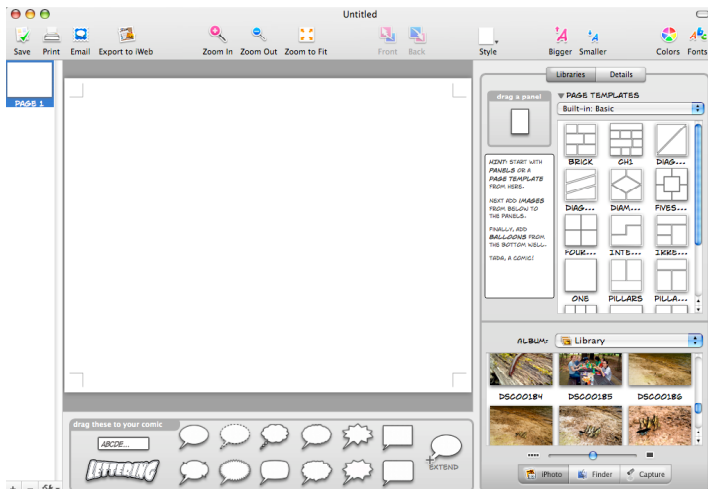 Untitled
Save Print Email Export to iWeb Zoom In Zoom Out Zoom to Fit Front Back Style Bigger Smaller Colors Fonts
Libraries Details
PAGE 1
drag a panel
PAGE TEMPLATES
Built-in: Basic
BRICK CH1 DIAG...
DIAG... DIAM... FIVES...
FOUR... INTE... IRRE...
ONE PILLARS PILLA...
HINT: START WITH
PANELS OR A
PAGE TEMPLATE
FROM HERE.
NEXT ADD IMAGES
FROM BELOW TO
THE PANELS.
FINALLY, ADD
BALLOONS FROM
THE BOTTOM WELL.
TADA, A COMIC!
ALBUM: Library
DSC00184 DSC00185 DSC00186
iPhoto Finder Capture
drag these to your comic
ABCDE...
LETTERING
EXTEND